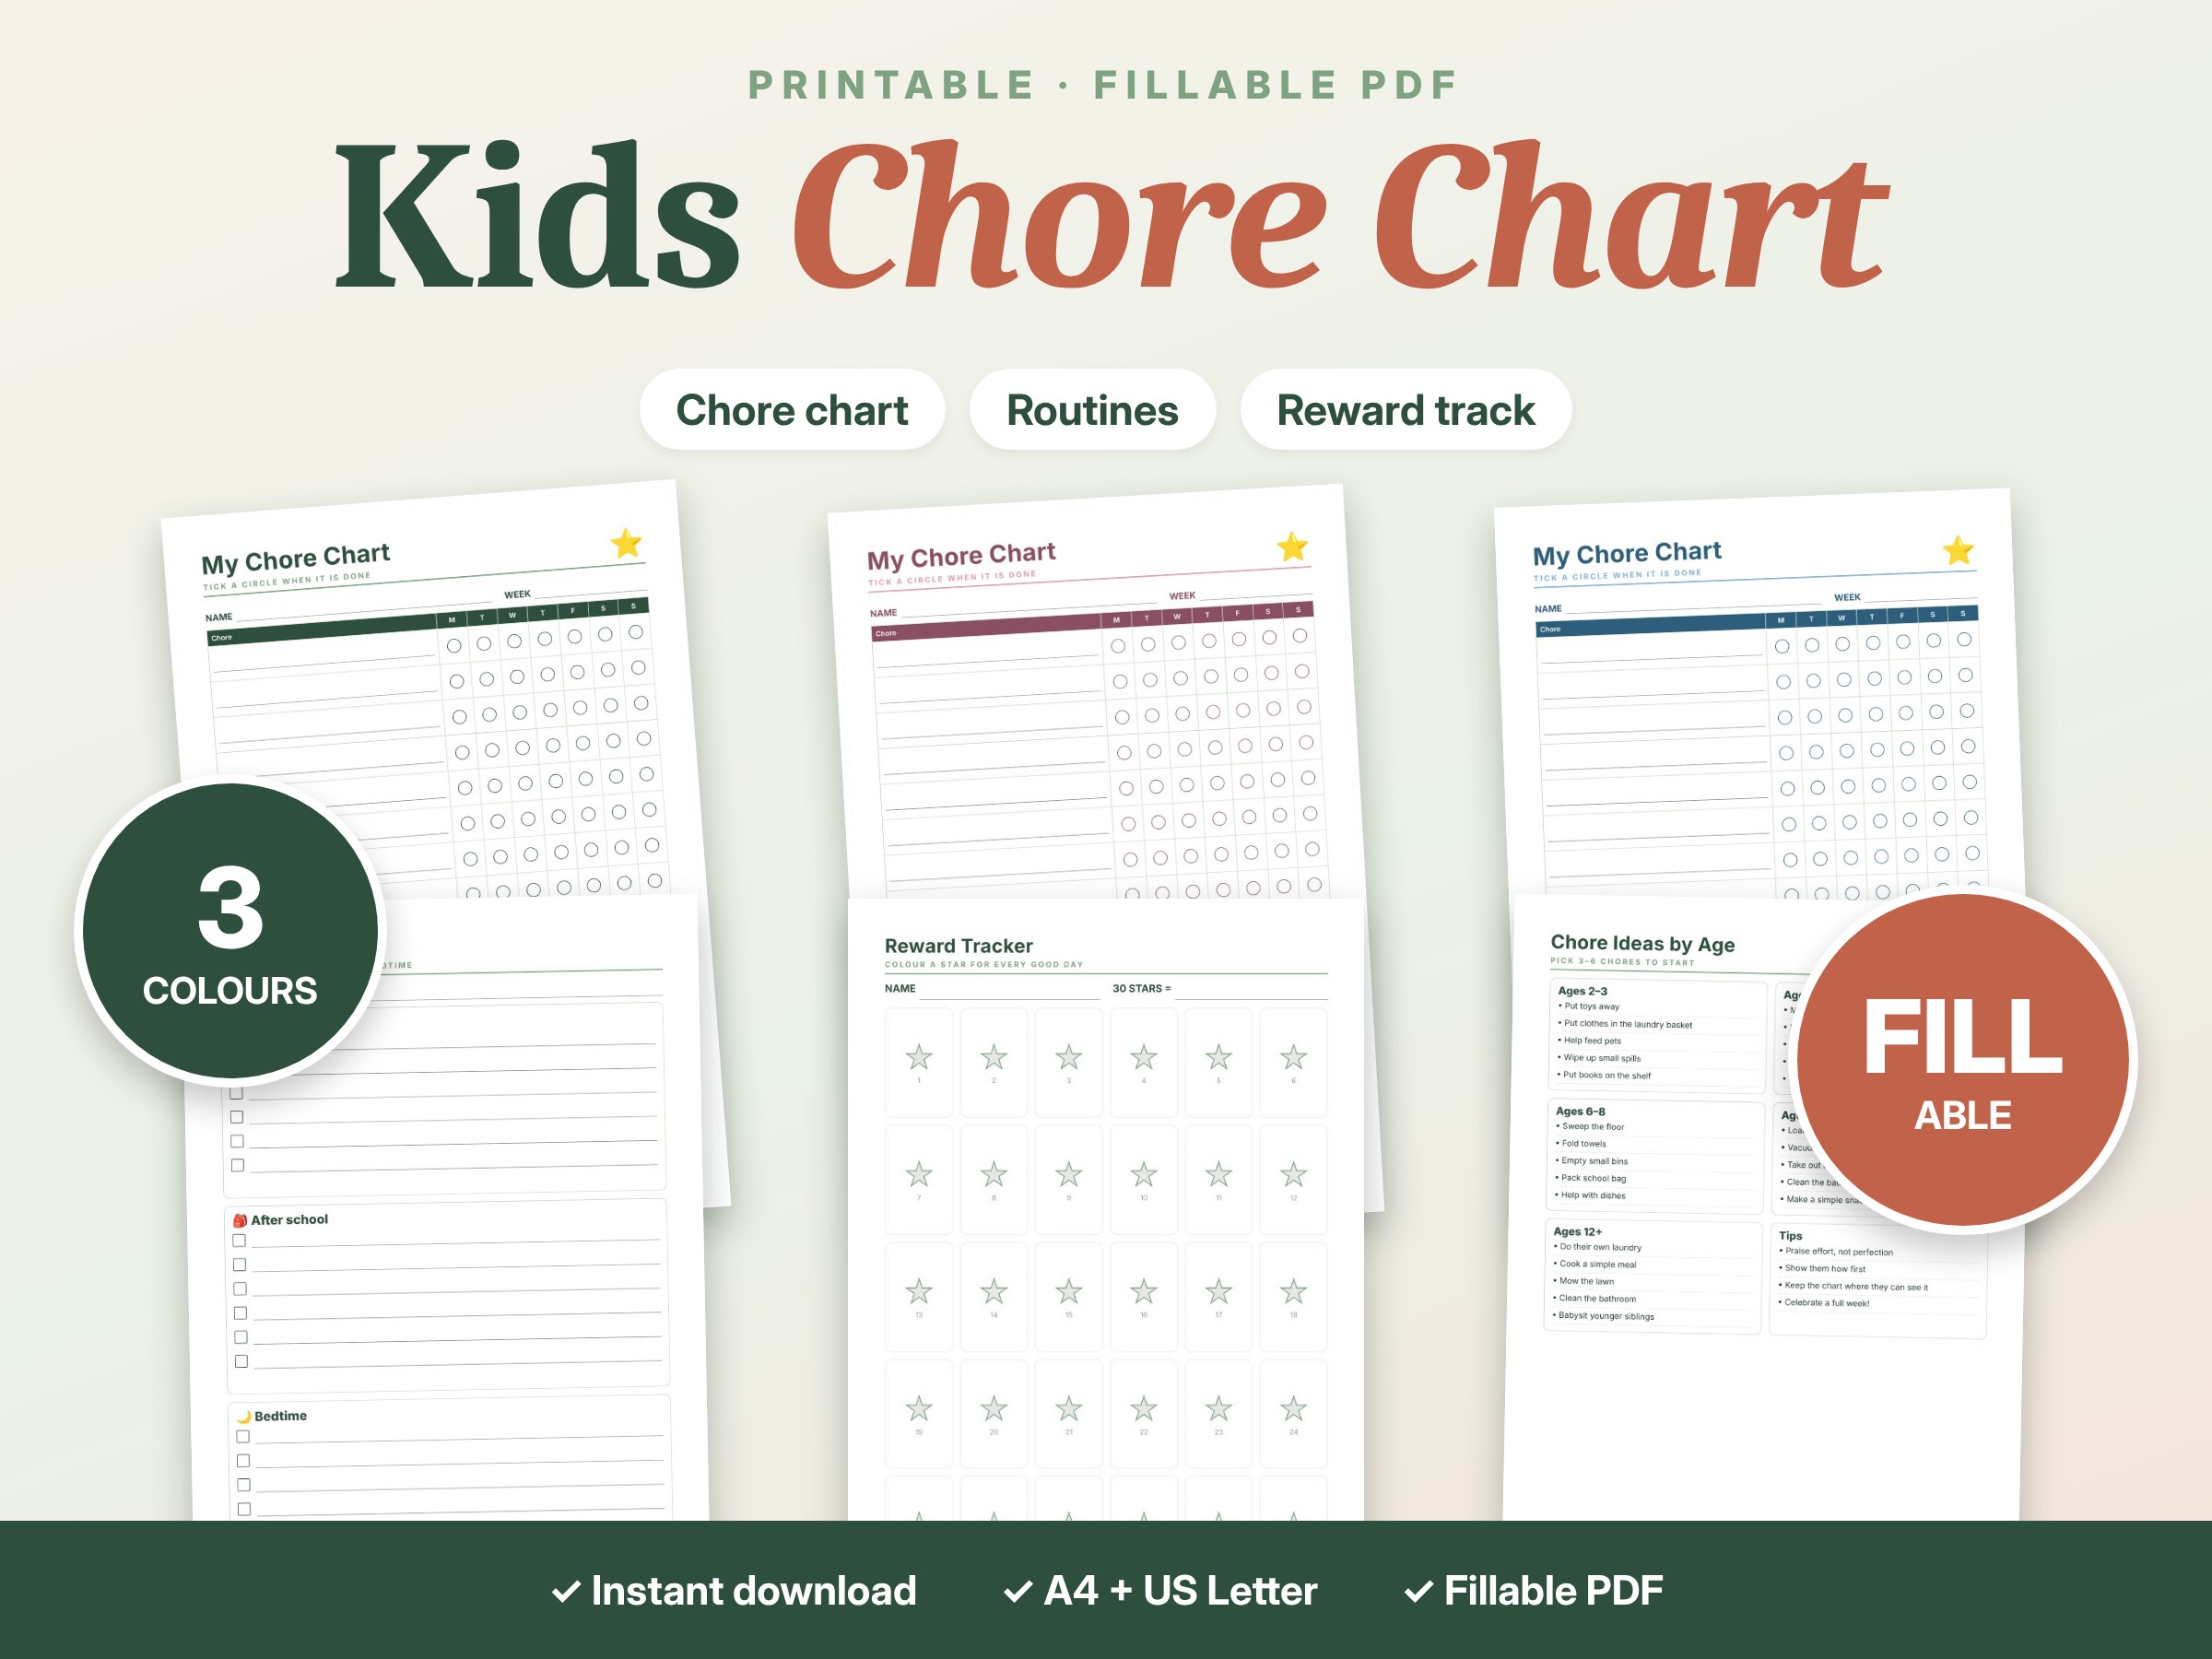 PRINTABLE · FILLABLE PDF
Kids Chore Chart
Chore chart
Routines
Reward track
My Chore Chart
TICK A CIRCLE WHEN IT IS DONE
NAME
WEEK
Chore M T W T F S S
My Chore Chart
TICK A CIRCLE WHEN IT IS DONE
NAME
WEEK
Chore M T W T F S S
My Chore Chart
TICK A CIRCLE WHEN IT IS DONE
NAME
WEEK
Chore M T W T F S S
3
COLOURS
After school
Bedtime
Reward Tracker
COLOUR A STAR FOR EVERY GOOD DAY
NAME
30 STARS =
1 2 3 4 5 6
7 8 9 10 11 12
13 14 15 16 17 18
19 20 21 22 23 24
Chore Ideas by Age
PICK 3–6 CHORES TO START
Ages 2–3
• Put toys away
• Put clothes in the laundry basket
• Help feed pets
• Wipe up small spills
• Put books on the shelf
Ages 6–8
• Sweep the floor
• Fold towels
• Empty small bins
• Pack school bag
• Help with dishes
• Take out
• Clean the
• Make a simple
Ages 12+
• Do their own laundry
• Cook a simple meal
• Mow the lawn
• Clean the bathroom
• Babysit younger siblings
Tips
• Praise effort, not perfection
• Show them how first
• Keep the chart where they can see it
• Celebrate a full week!
FILL
ABLE
✓ Instant download
✓ A4 + US Letter
✓ Fillable PDF